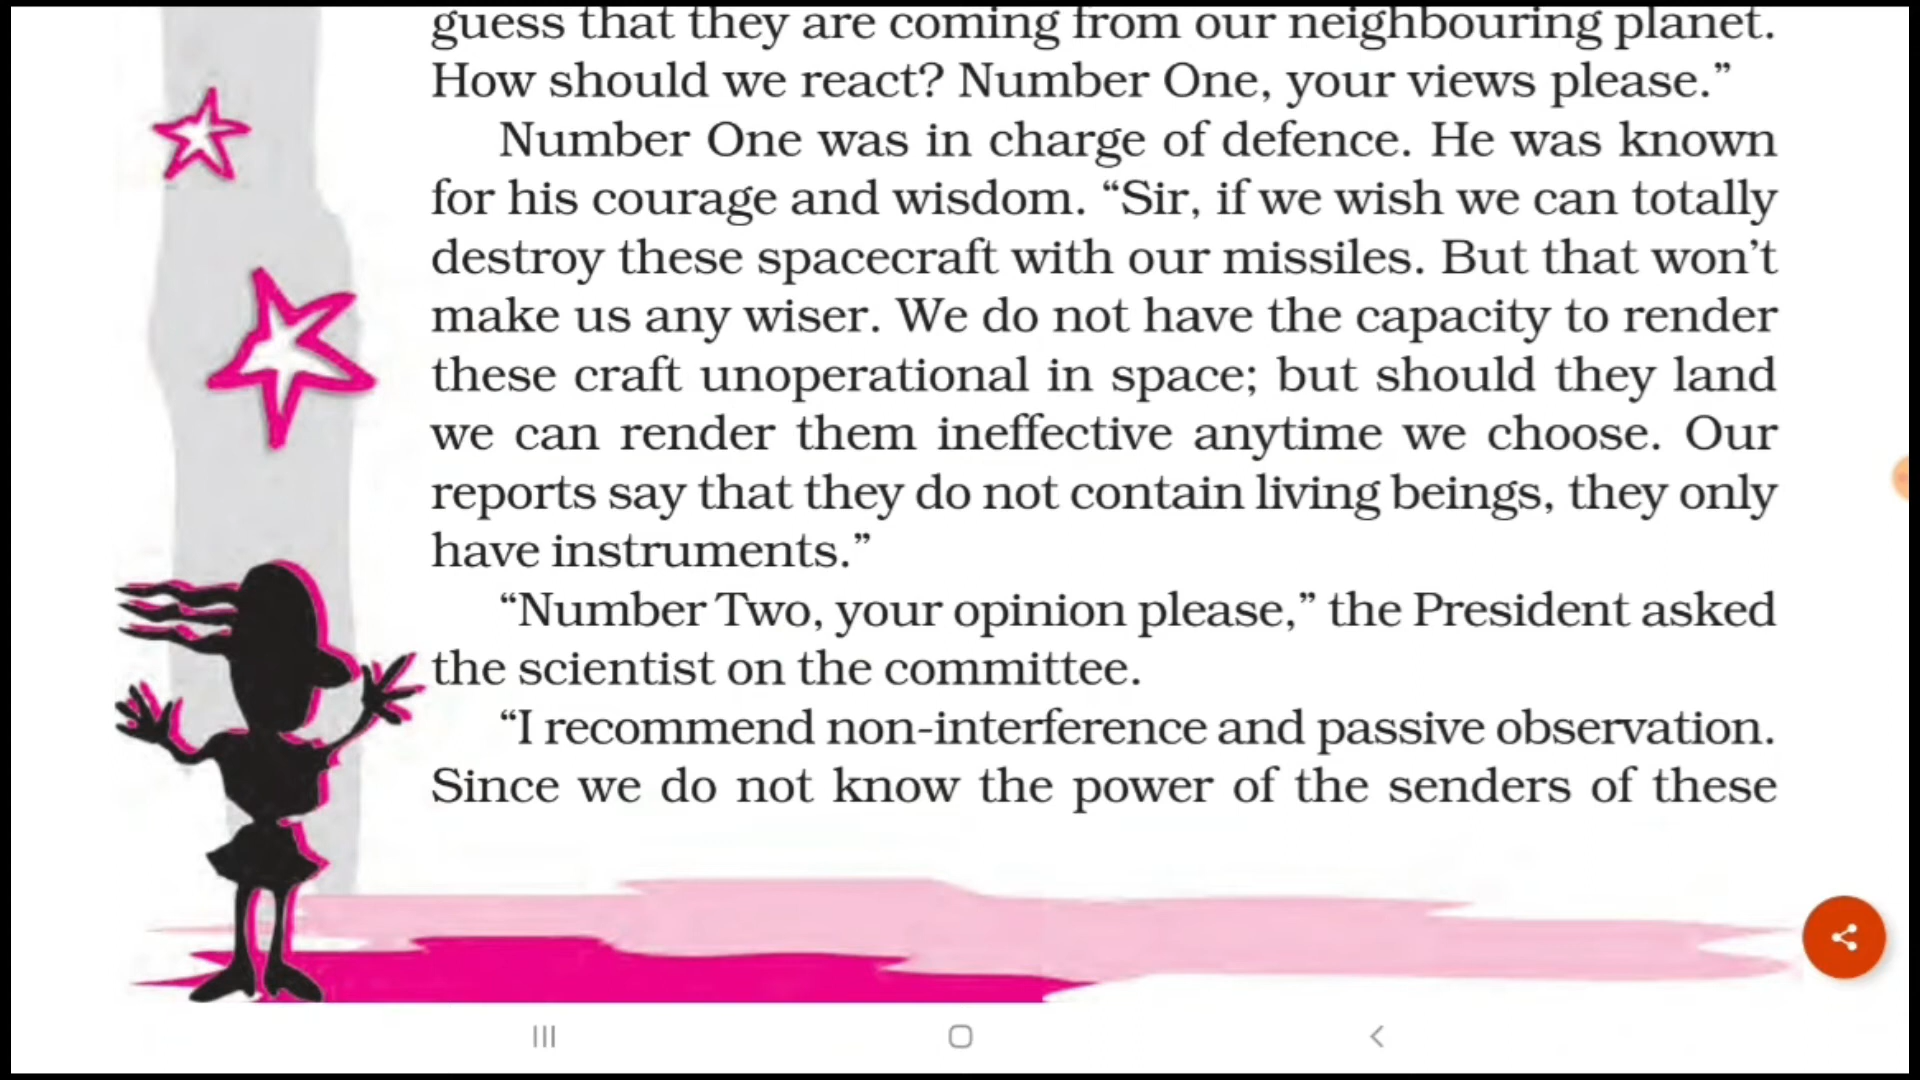 guess that they are coming from our neighbouring planet.
How should we react? Number One, your views please.”
Number One was in charge of defence. He was known
for his courage and wisdom. “Sir, if we wish we can totally
destroy these spacecraft with our missiles. But that won’t
make us any wiser. We do not have the capacity to render
these craft unoperational in space; but should they land
we can render them ineffective anytime we choose. Our
reports say that they do not contain living beings, they only
have instruments.”
“Number Two, your opinion please,” the President asked
the scientist on the committee.
“I recommend non-interference and passive observation.
Since we do not know the power of the senders of these